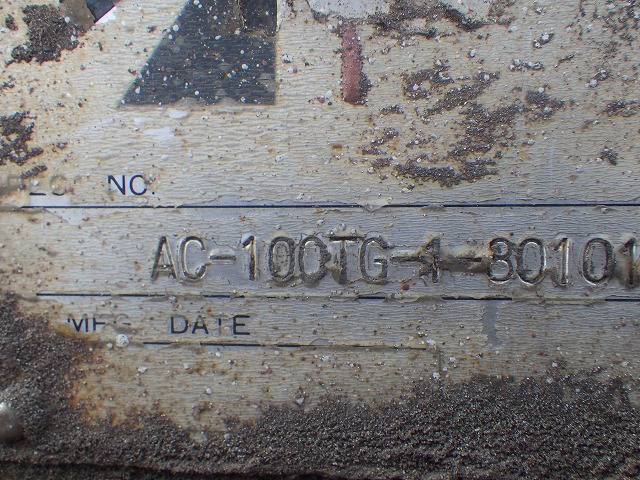 NO.
AC-100TG-1-80101
MFG DATE